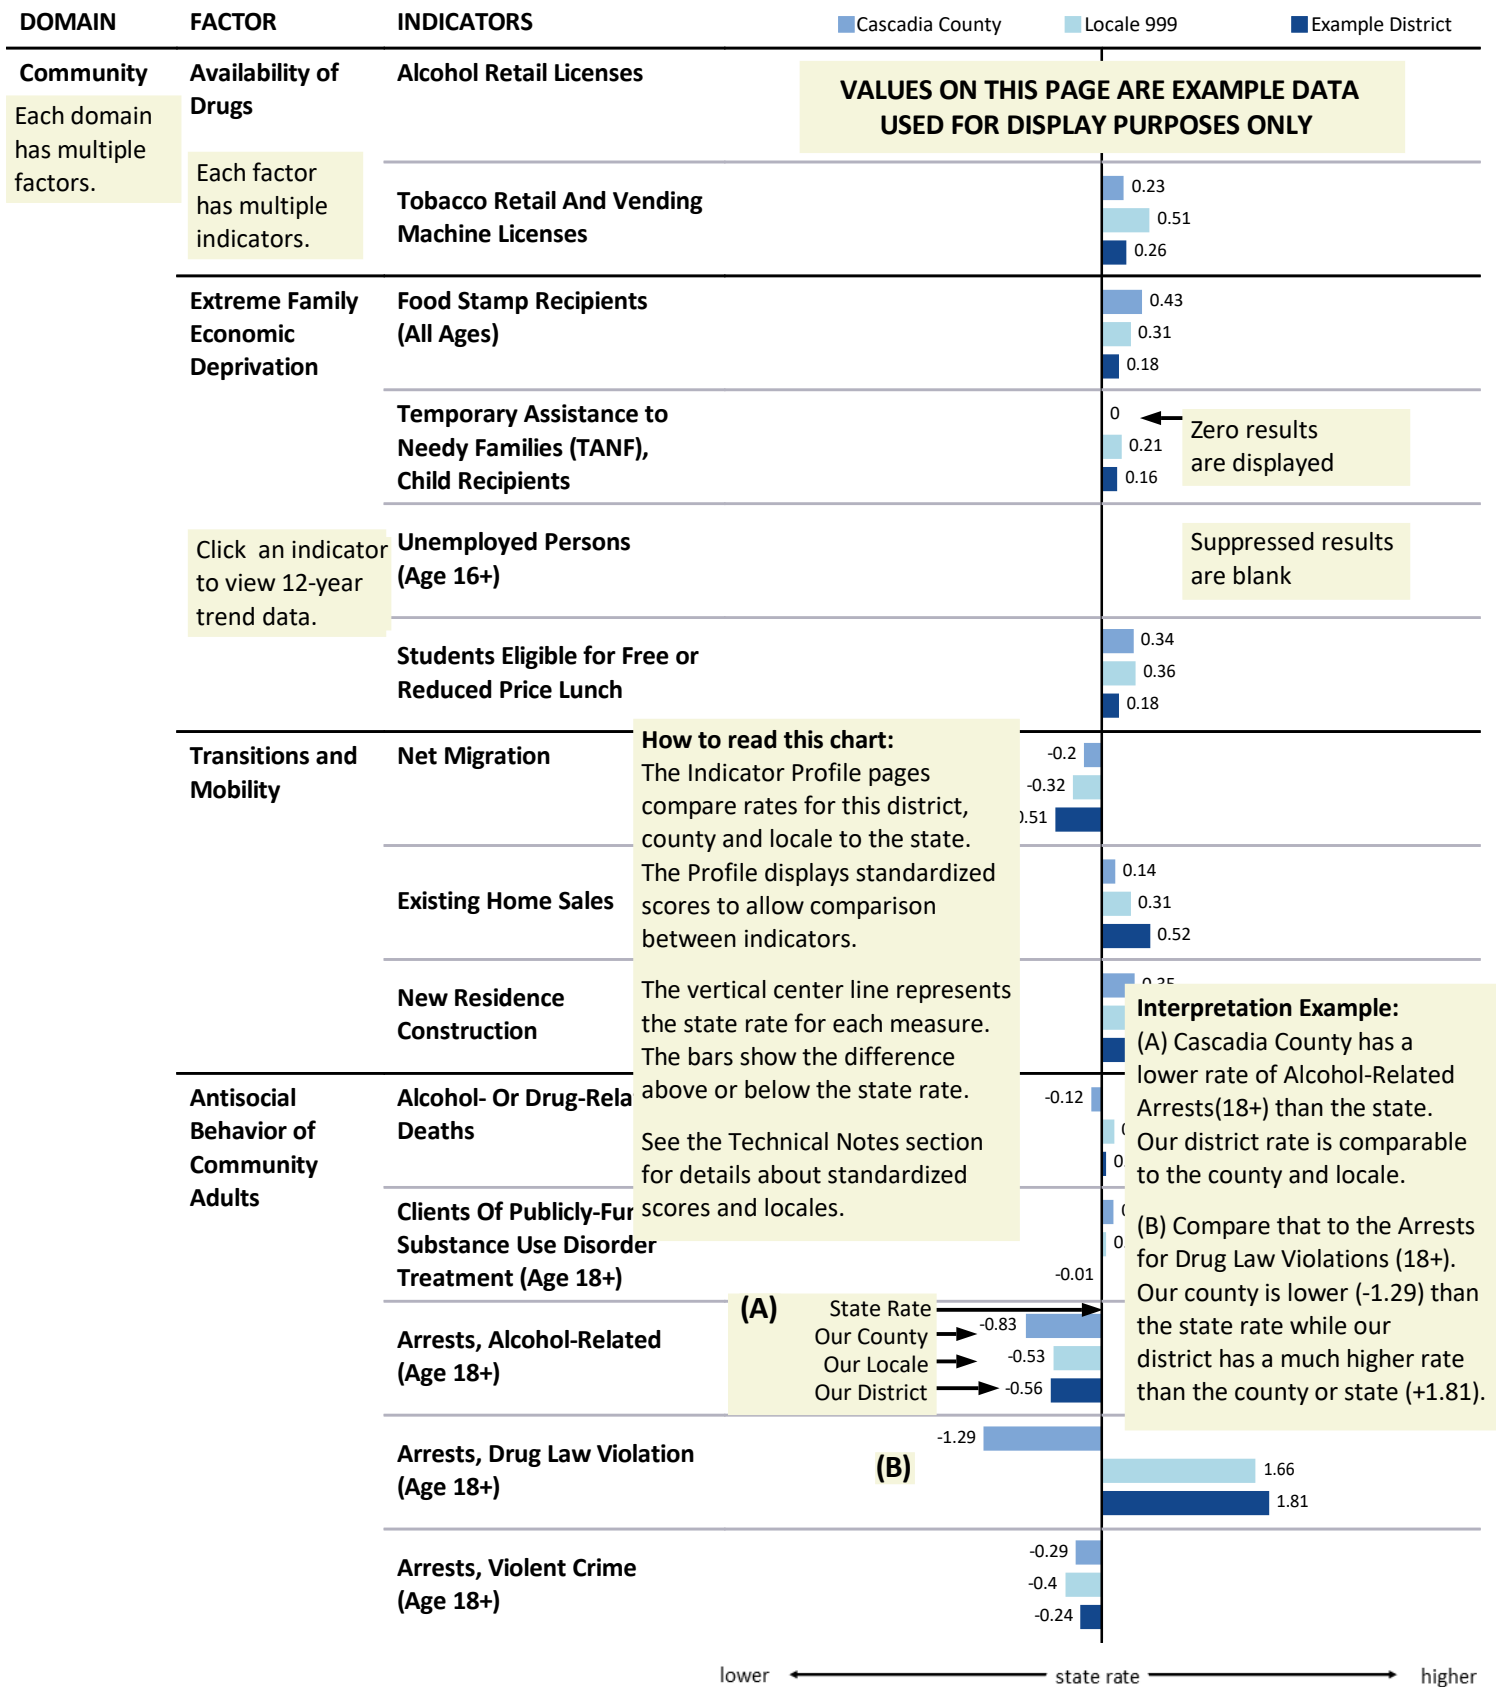 DOMAIN FACTOR INDICATORS Cascadia County Locale 999 Example District
Community
Each domain
has multiple
factors.
Availability of
Drugs
Each factor
has multiple
indicators.
Alcohol Retail Licenses
VALUES ON THIS PAGE ARE EXAMPLE DATA
USED FOR DISPLAY PURPOSES ONLY
Tobacco Retail And Vending
Machine Licenses
0.23
0.51
0.26
Extreme Family
Economic
Deprivation
Food Stamp Recipients
(All Ages)
0.43
0.31
0.18
Temporary Assistance to
Needy Families (TANF),
Child Recipients
0
0.21
0.16
Zero results
are displayed
Click an indicator
to view 12-year
trend data.
Unemployed Persons
(Age 16+)
Suppressed results
are blank
Students Eligible for Free or
Reduced Price Lunch
0.34
0.36
0.18
Transitions and
Mobility
Net Migration
-0.2
-0.32
.51
How to read this chart:
The Indicator Profile pages
compare rates for this district,
county and locale to the state.
The Profile displays standardized
scores to allow comparison
between indicators.
The vertical center line represents
the state rate for each measure.
The bars show the difference
above or below the state rate.
See the Technical Notes section
for details about standardized
scores and locales.
Existing Home Sales
0.14
0.31
0.52
New Residence
Construction
Interpretation Example:
(A) Cascadia County has a
lower rate of Alcohol-Related
Arrests(18+) than the state.
Our district rate is comparable
to the county and locale.
(B) Compare that to the Arrests
for Drug Law Violations (18+).
Our county is lower (-1.29) than
the state rate while our
district has a much higher rate
than the county or state (+1.81).
Antisocial
Behavior of
Community
Adults
Alcohol- Or Drug-Rela
Deaths
-0.12
0.
Clients Of Publicly-Fu
Substance Use Disorder
Treatment (Age 18+)
0.
-0.01
Arrests, Alcohol-Related
(Age 18+)
(A) State Rate
Our County
Our Locale
Our District
-0.83
-0.53
-0.56
Arrests, Drug Law Violation
(Age 18+)
(B)
-1.29
1.66
1.81
Arrests, Violent Crime
(Age 18+)
-0.29
-0.4
-0.24
lower state rate higher